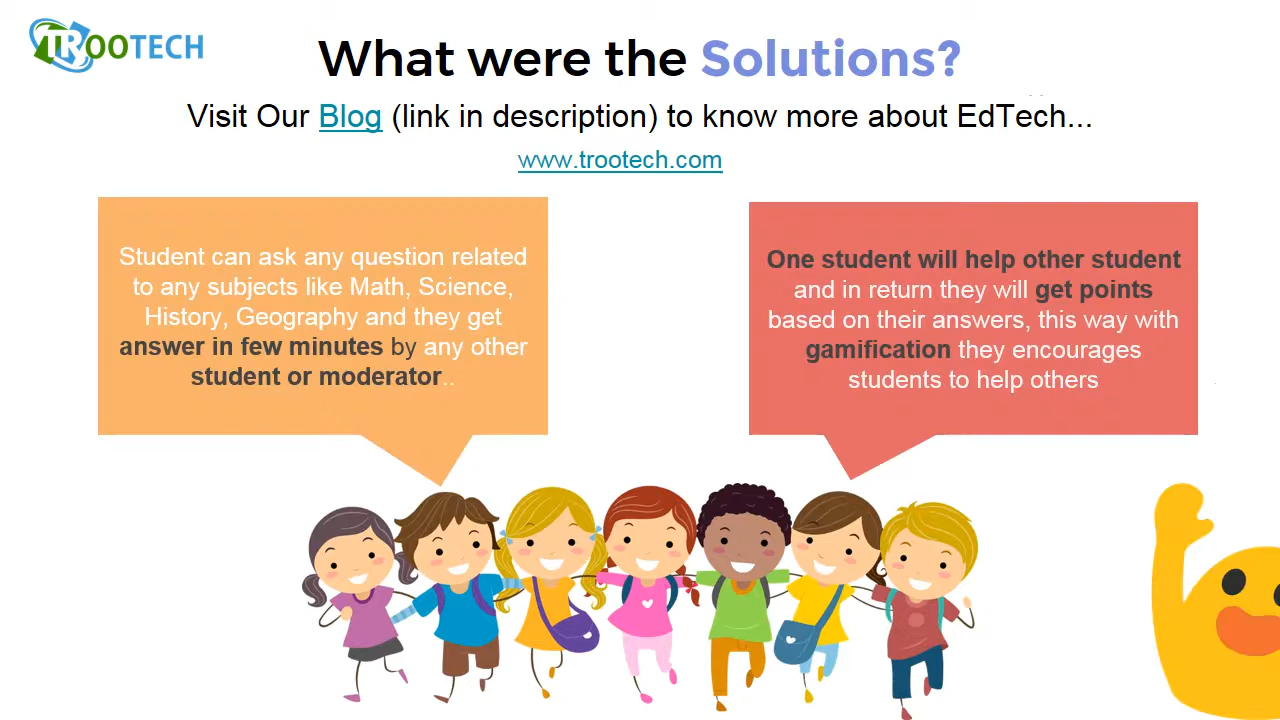 TROOTECH
What were the Solutions?
Visit Our Blog (link in description) to know more about EdTech...
www.trootech.com
Student can ask any question related
to any subjects like Math, Science,
History, Geography and they get
answer in few minutes by any other
student or moderator..
One student will help other student
and in return they will get points
based on their answers, this way with
gamification they encourages
students to help others